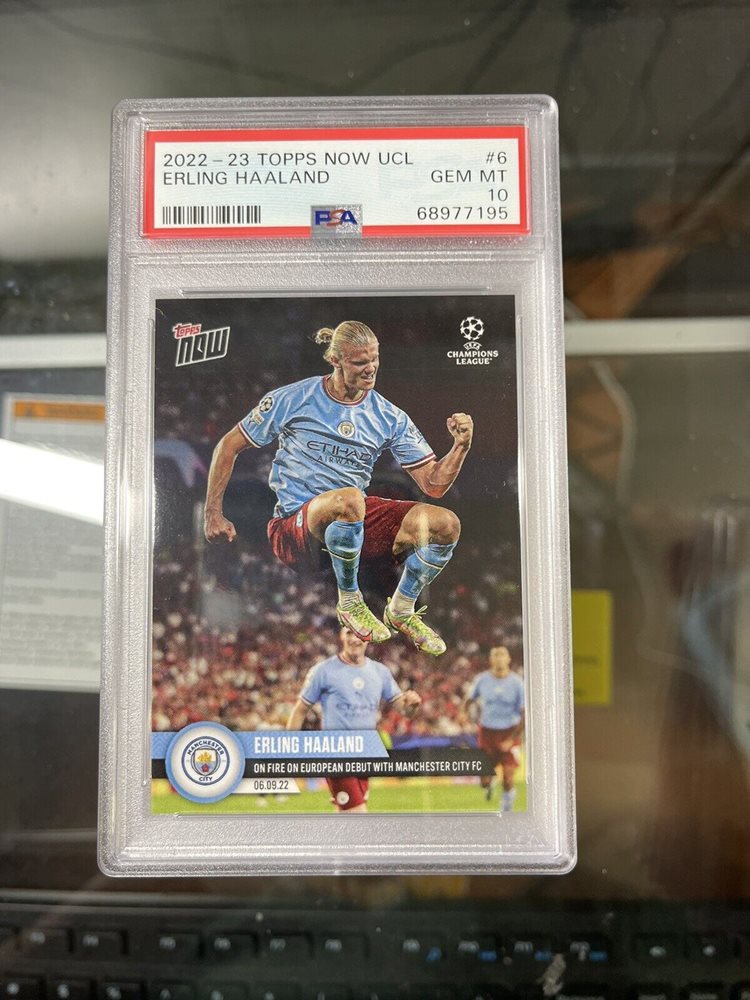 2022-23 TOPPS NOW UCL #6
ERLING HAALAND GEM MT
10
PSA 68977195
TOPPS
NOW
UEFA
CHAMPIONS
LEAGUE
ETIHAD
AIRWAYS
MANCHESTER
CITY
ERLING HAALAND
ON FIRE ON EUROPEAN DEBUT WITH MANCHESTER CITY FC
06.09.22